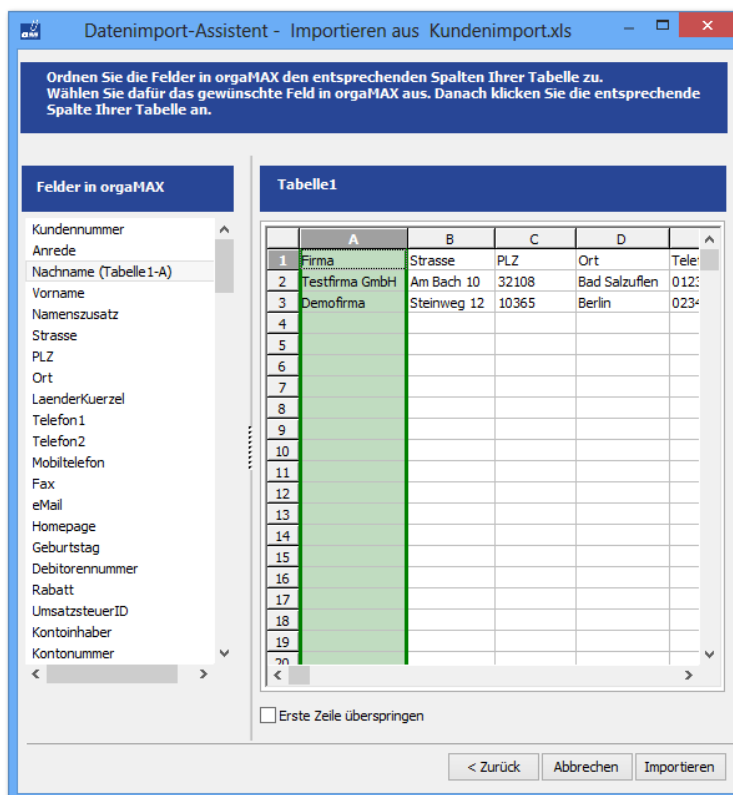 Datenimport-Assistent - Importieren aus Kundenimport.xls
Ordnen Sie die Felder in orgaMAX den entsprechenden Spalten Ihrer Tabelle zu.
Wählen Sie dafür das gewünschte Feld in orgaMAX aus. Danach klicken Sie die entsprechende
Spalte Ihrer Tabelle an.
Felder in orgaMAX
Kundennummer
Anrede
Nachname (Tabelle1-A)
Vorname
Namenszusatz
Strasse
PLZ
Ort
LaenderKuerzel
Telefon1
Telefon2
Mobiltelefon
Fax
eMail
Homepage
Geburtstag
Debitorennummer
Rabatt
UmsatzsteuerID
Kontoinhaber
Kontonummer
Tabelle1
A B C D
1 Firma Strasse PLZ Ort
2 Testfirma GmbH Am Bach 10 32108 Bad Salzuflen 0123
3 Demofirma Steinweg 12 10365 Berlin 0234
4
5
6
7
8
9
10
11
12
13
14
15
16
17
18
19
20
Erste Zeile überspringen
< Zurück Abbrechen Importieren